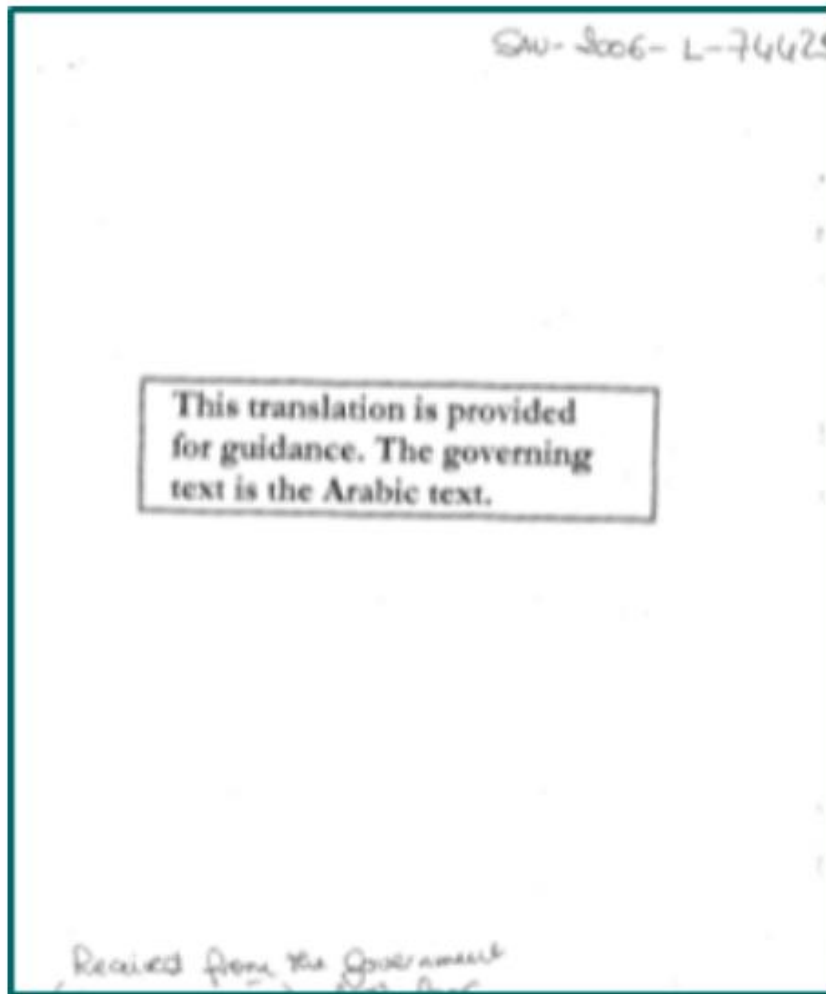 2006-L-7442
This translation is provided
for guidance. The governing
text is the Arabic text.
Received from the Government